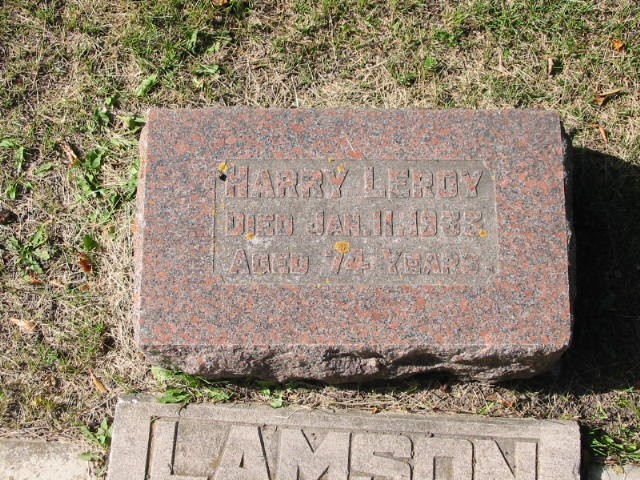 HARRY LEROY
DIED JAN. 11. 1933
AGED 74 YEARS.
LAMSON